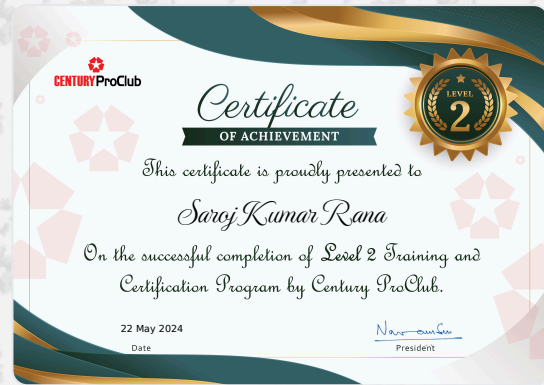 CENTURY ProClub
LEVEL
2
Certificate
OF ACHIEVEMENT
This certificate is proudly presented to
Saroj Kumar Rana
On the successful completion of Level 2 Training and
Certification Program by Century ProClub.
22 May 2024
Date
President